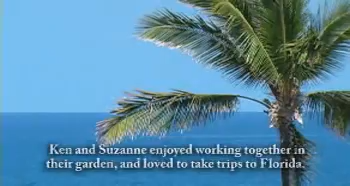 Ken and Suzanne enjoyed working together in
their garden, and loved to take trips to Florida.